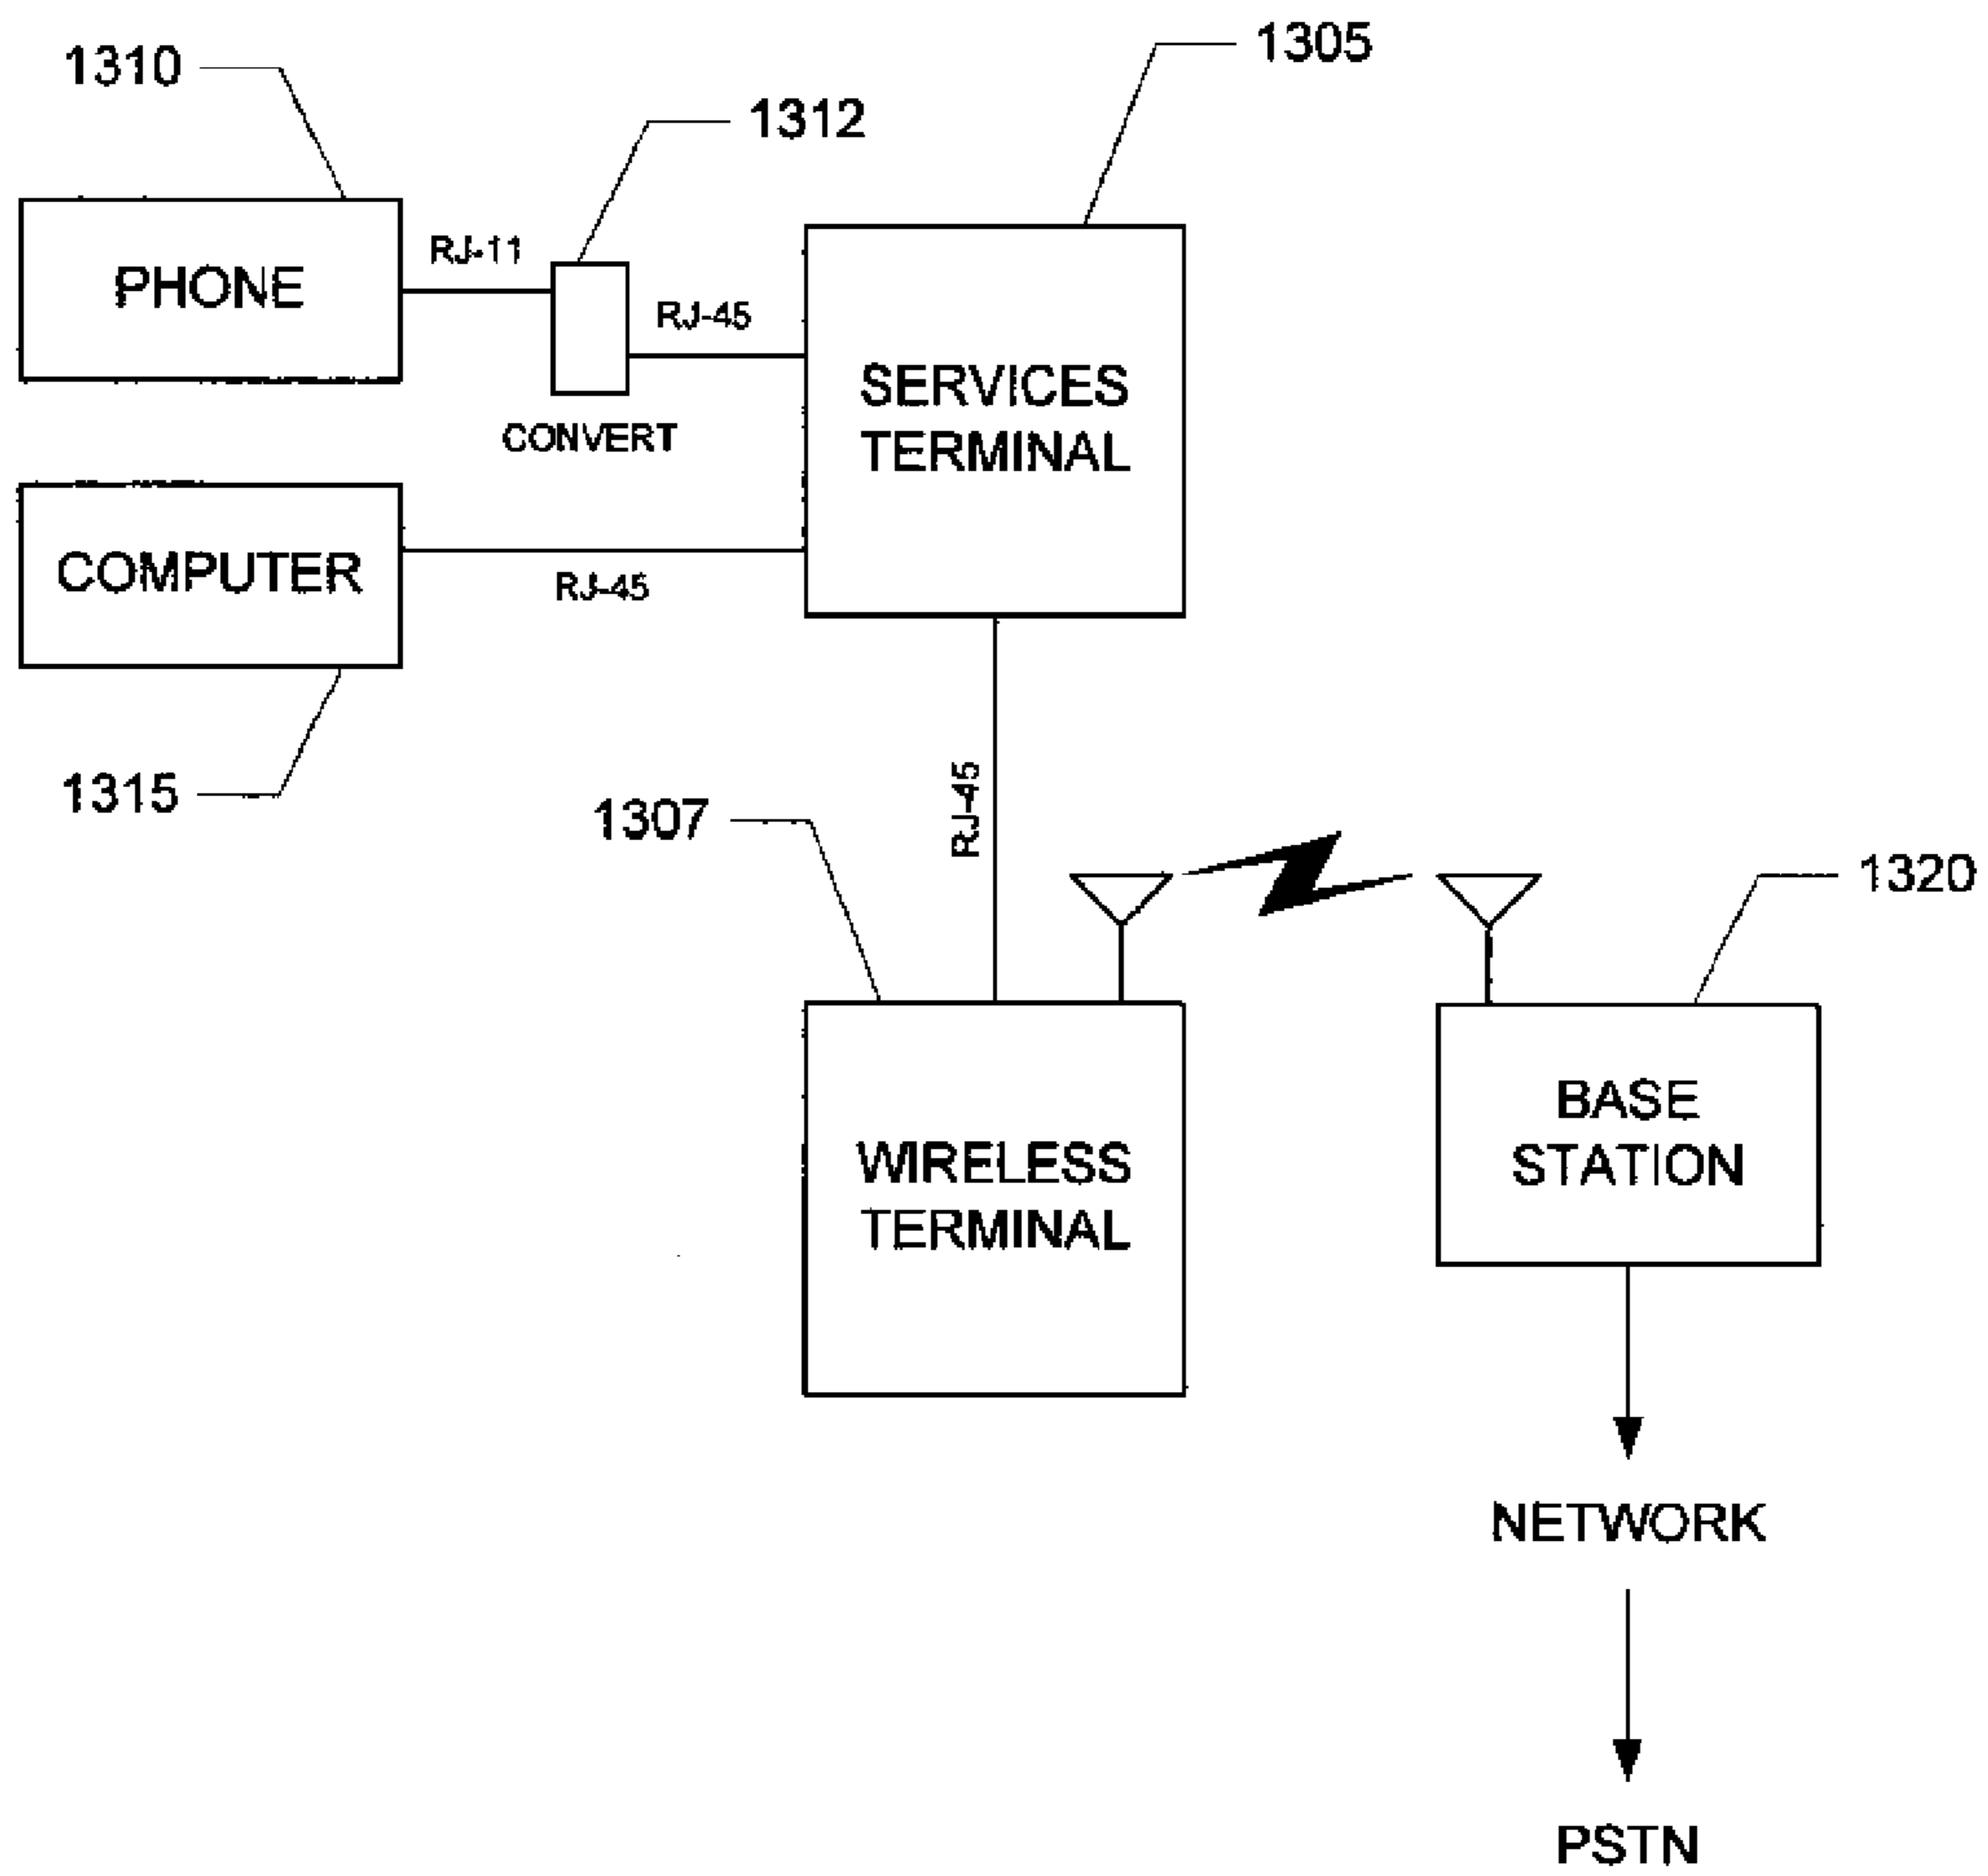 1310
1305
1312
PHONE
RJ-11
RJ-45
SERVICES
TERMINAL
CONVERT
COMPUTER
RJ-45
1315
1307
RJ-45
1320
WIRELESS
TERMINAL
BASE
STATION
NETWORK
PSTN